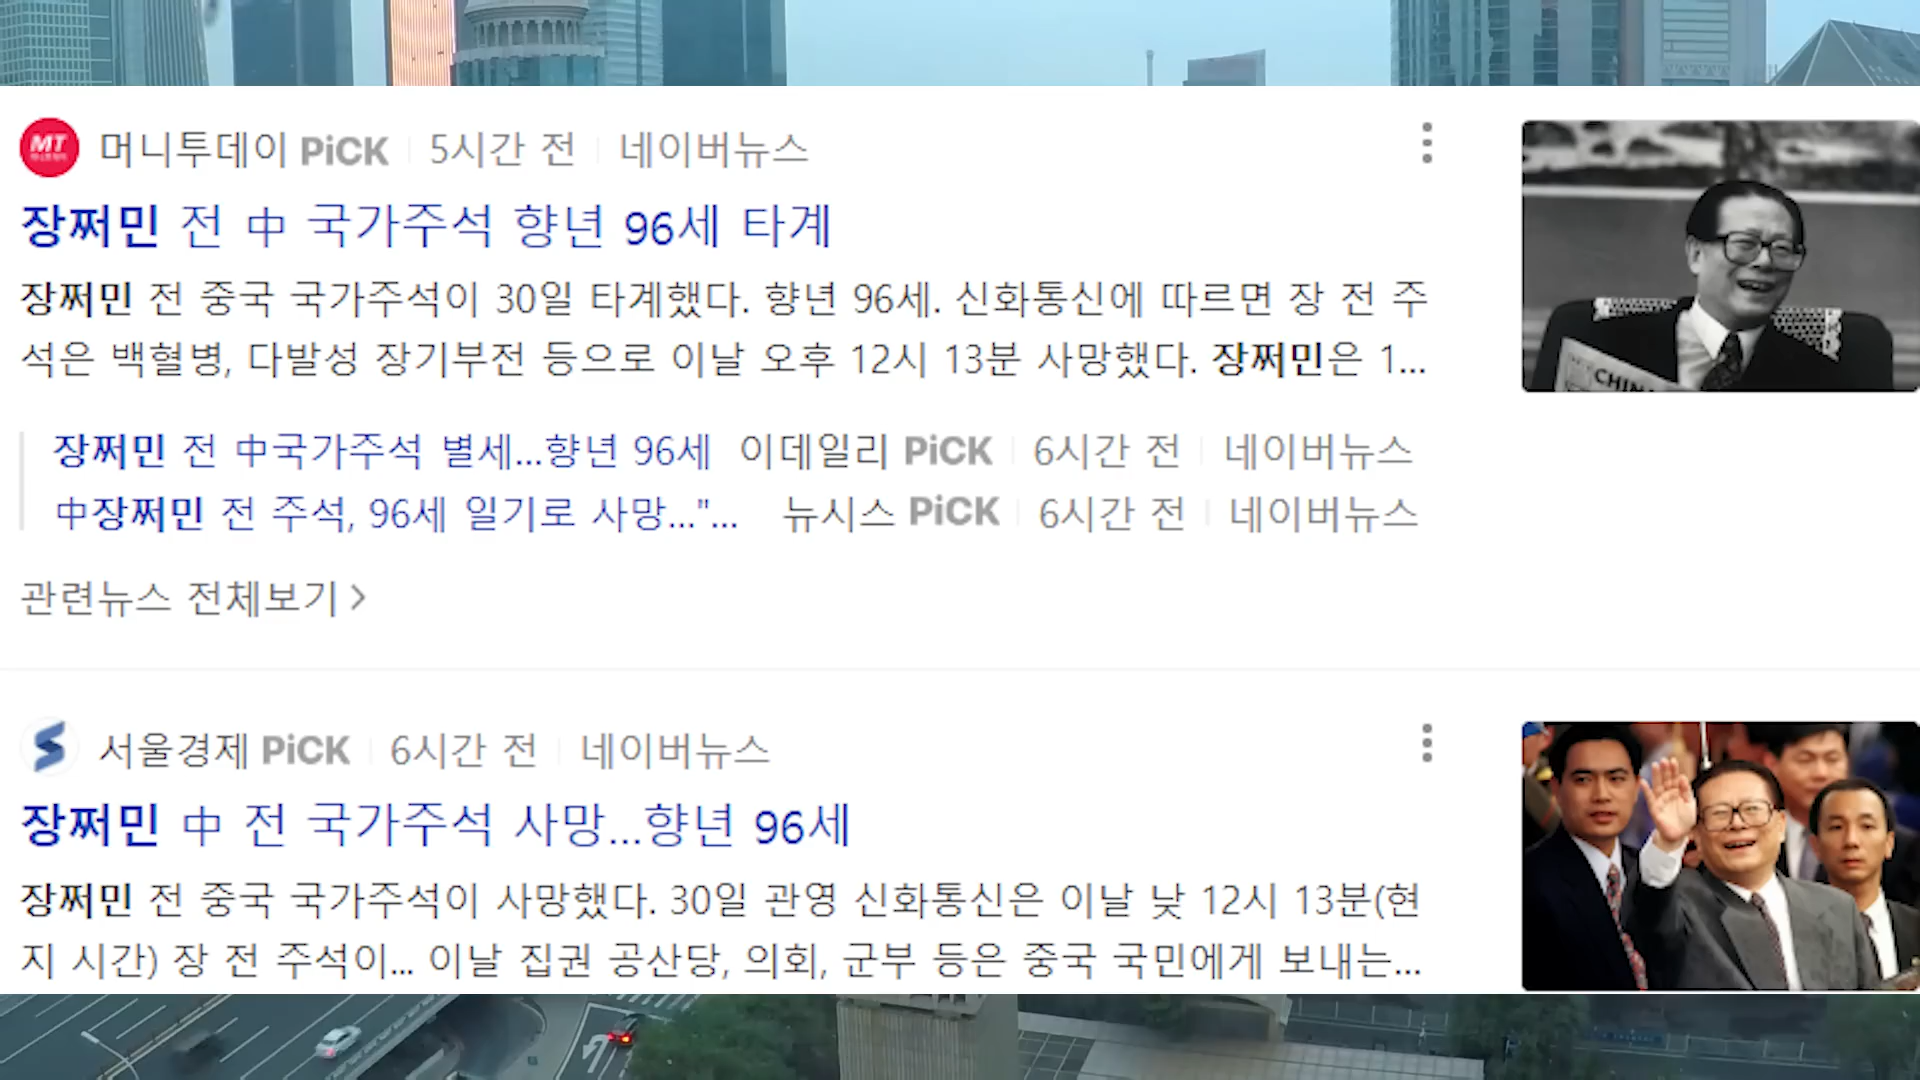 MT
머니투데이 PiCK 5시간 전 네이버뉴스
장쩌민 전 中 국가주석 향년 96세 타계
장쩌민 전 중국 국가주석이 30일 타계했다. 향년 96세. 신화통신에 따르면 장 전 주
석은 백혈병, 다발성 장기부전 등으로 이날 오후 12시 13분 사망했다. 장쩌민은 1...
CHINA
장쩌민 전 中국가주석 별세...향년 96세 이데일리 PiCK 6시간 전 네이버뉴스
中장쩌민 전 주석, 96세 일기로 사망..."... 뉴시스 PiCK 6시간 전 네이버뉴스
관련뉴스 전체보기 >
서울경제 PiCK 6시간 전 네이버뉴스
장쩌민 中 전 국가주석 사망...향년 96세
장쩌민 전 중국 국가주석이 사망했다. 30일 관영 신화통신은 이날 낮 12시 13분(현
지 시간) 장 전 주석이... 이날 집권 공산당, 의회, 군부 등은 중국 국민에게 보내는...